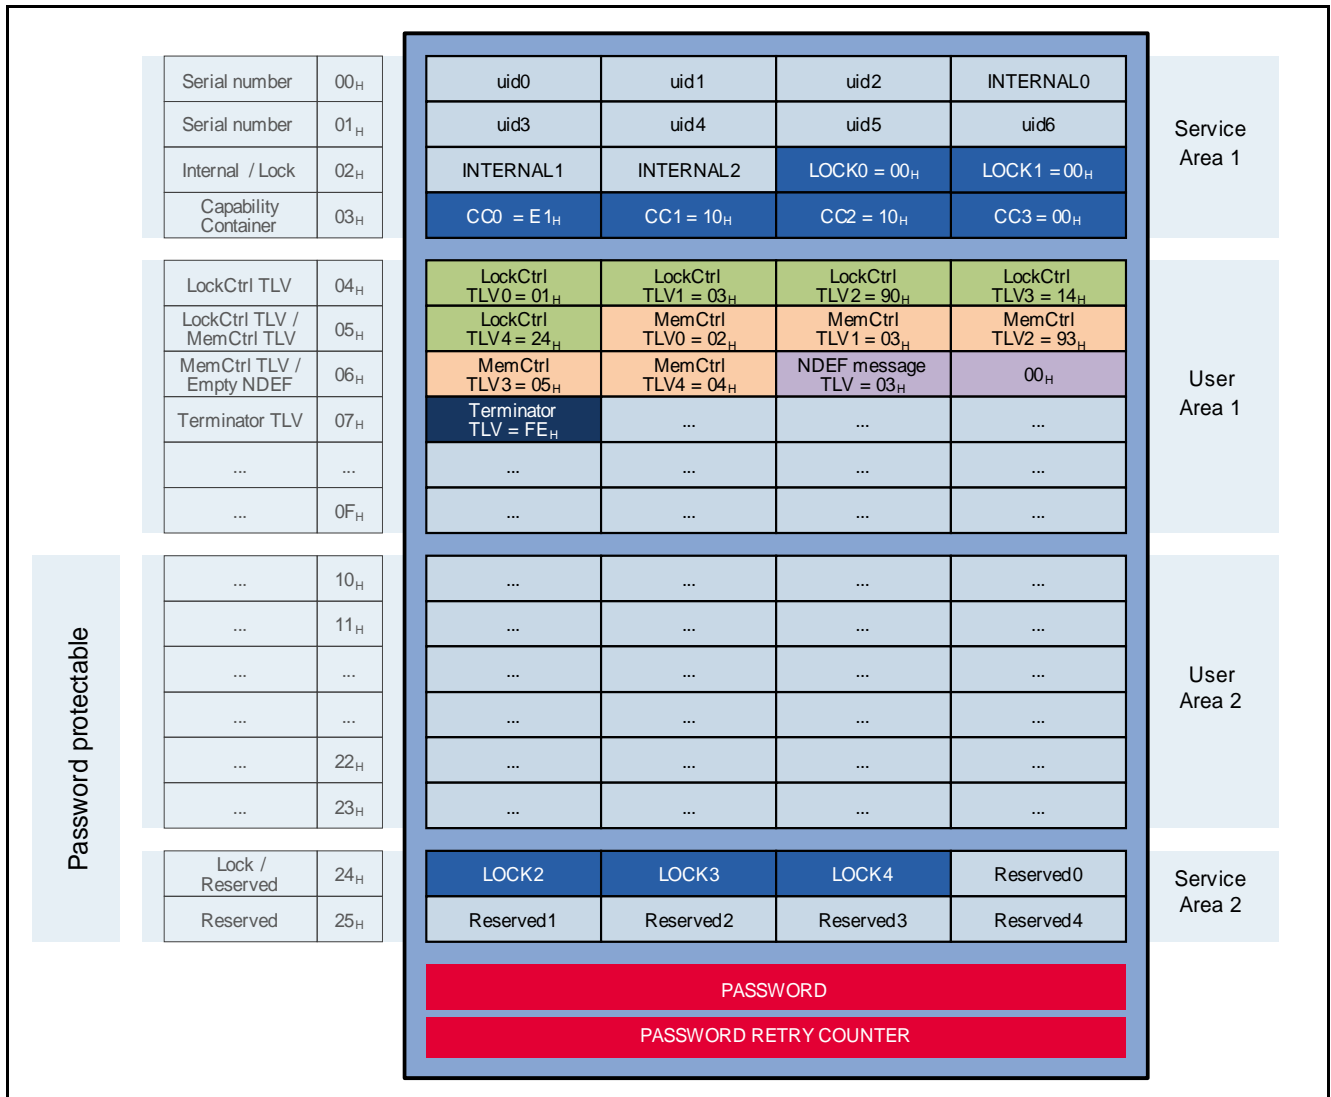 Serial number 00H uid0 uid1 uid2 INTERNAL0
Serial number 01H uid3 uid4 uid5 uid6
Service
Area 1
Internal / Lock 02H INTERNAL1 INTERNAL2 LOCK0 = 00H LOCK1 = 00H
Capability
Container 03H CC0 = E1H CC1 = 10H CC2 = 10H CC3 = 00H
LockCtrl TLV 04H
LockCtrl
TLV0 = 01H
LockCtrl
TLV1 = 03H
LockCtrl
TLV2 = 90H
LockCtrl
TLV3 = 14H
LockCtrl TLV /
MemCtrl TLV
05H
LockCtrl
TLV4 = 24H
MemCtrl
TLV0 = 02H
MemCtrl
TLV1 = 03H
MemCtrl
TLV2 = 93H
MemCtrl TLV /
Empty NDEF
06H
MemCtrl
TLV3 = 05H
MemCtrl
TLV4 = 04H
NDEF message
TLV = 03H
00H
User
Area 1
Terminator TLV 07H
Terminator
TLV = FEH
... ... ...
... ... ... ... ... ...
... 0FH ... ... ... ...
Password protectable
... 10H ... ... ... ...
... 11H ... ... ... ...
... ... ... ... ... ...
User
Area 2
... ... ... ... ... ...
... 22H ... ... ... ...
... 23H ... ... ... ...
Lock /
Reserved
24H LOCK2 LOCK3 LOCK4 Reserved0
Service
Area 2
Reserved 25H Reserved1 Reserved2 Reserved3 Reserved4
PASSWORD
PASSWORD RETRY COUNTER